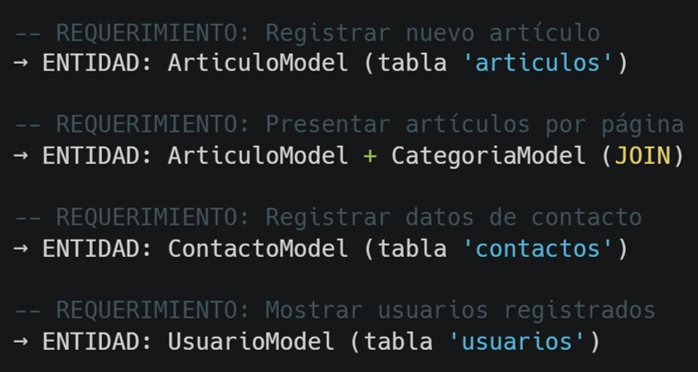 -- REQUERIMIENTO: Registrar nuevo artículo
→ ENTIDAD: ArticuloModel (tabla 'articulos')
-- REQUERIMIENTO: Presentar artículos por página
→ ENTIDAD: ArticuloModel + CategoriaModel (JOIN)
-- REQUERIMIENTO: Registrar datos de contacto
→ ENTIDAD: ContactoModel (tabla 'contactos')
-- REQUERIMIENTO: Mostrar usuarios registrados
→ ENTIDAD: UsuarioModel (tabla 'usuarios')